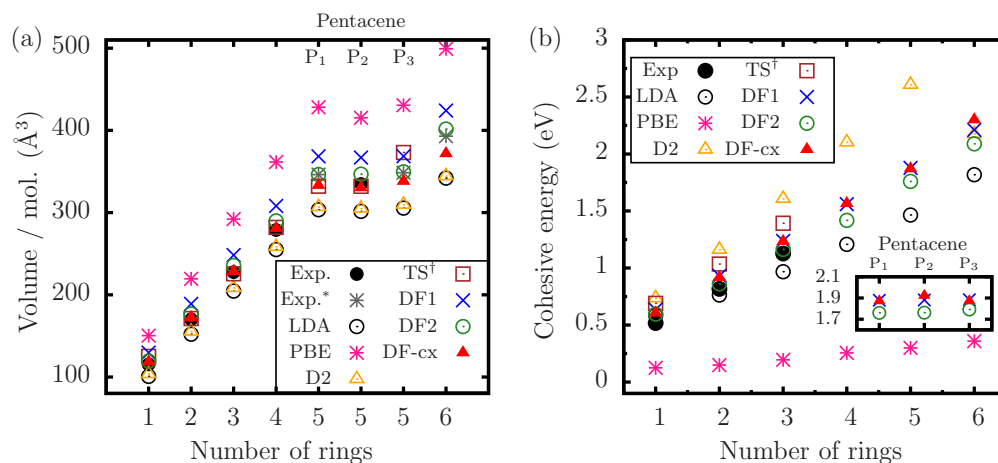 Pentacene
(a)
500
400
300
200
100
Volume / mol. (Å³)
P₁ P₂ P₃
Exp. TS†
Exp.* DF1
LDA DF2
PBE DF-cx
D2
1 2 3 4 5 5 5 6
Number of rings
(b)
3
2.5
2
1.5
1
0.5
0
Cohesive energy (eV)
Exp TS†
LDA DF1
PBE DF2
D2 DF-cx
Pentacene
P₁ P₂ P₃
2.1
1.9
1.7
1 2 3 4 5 6
Number of rings